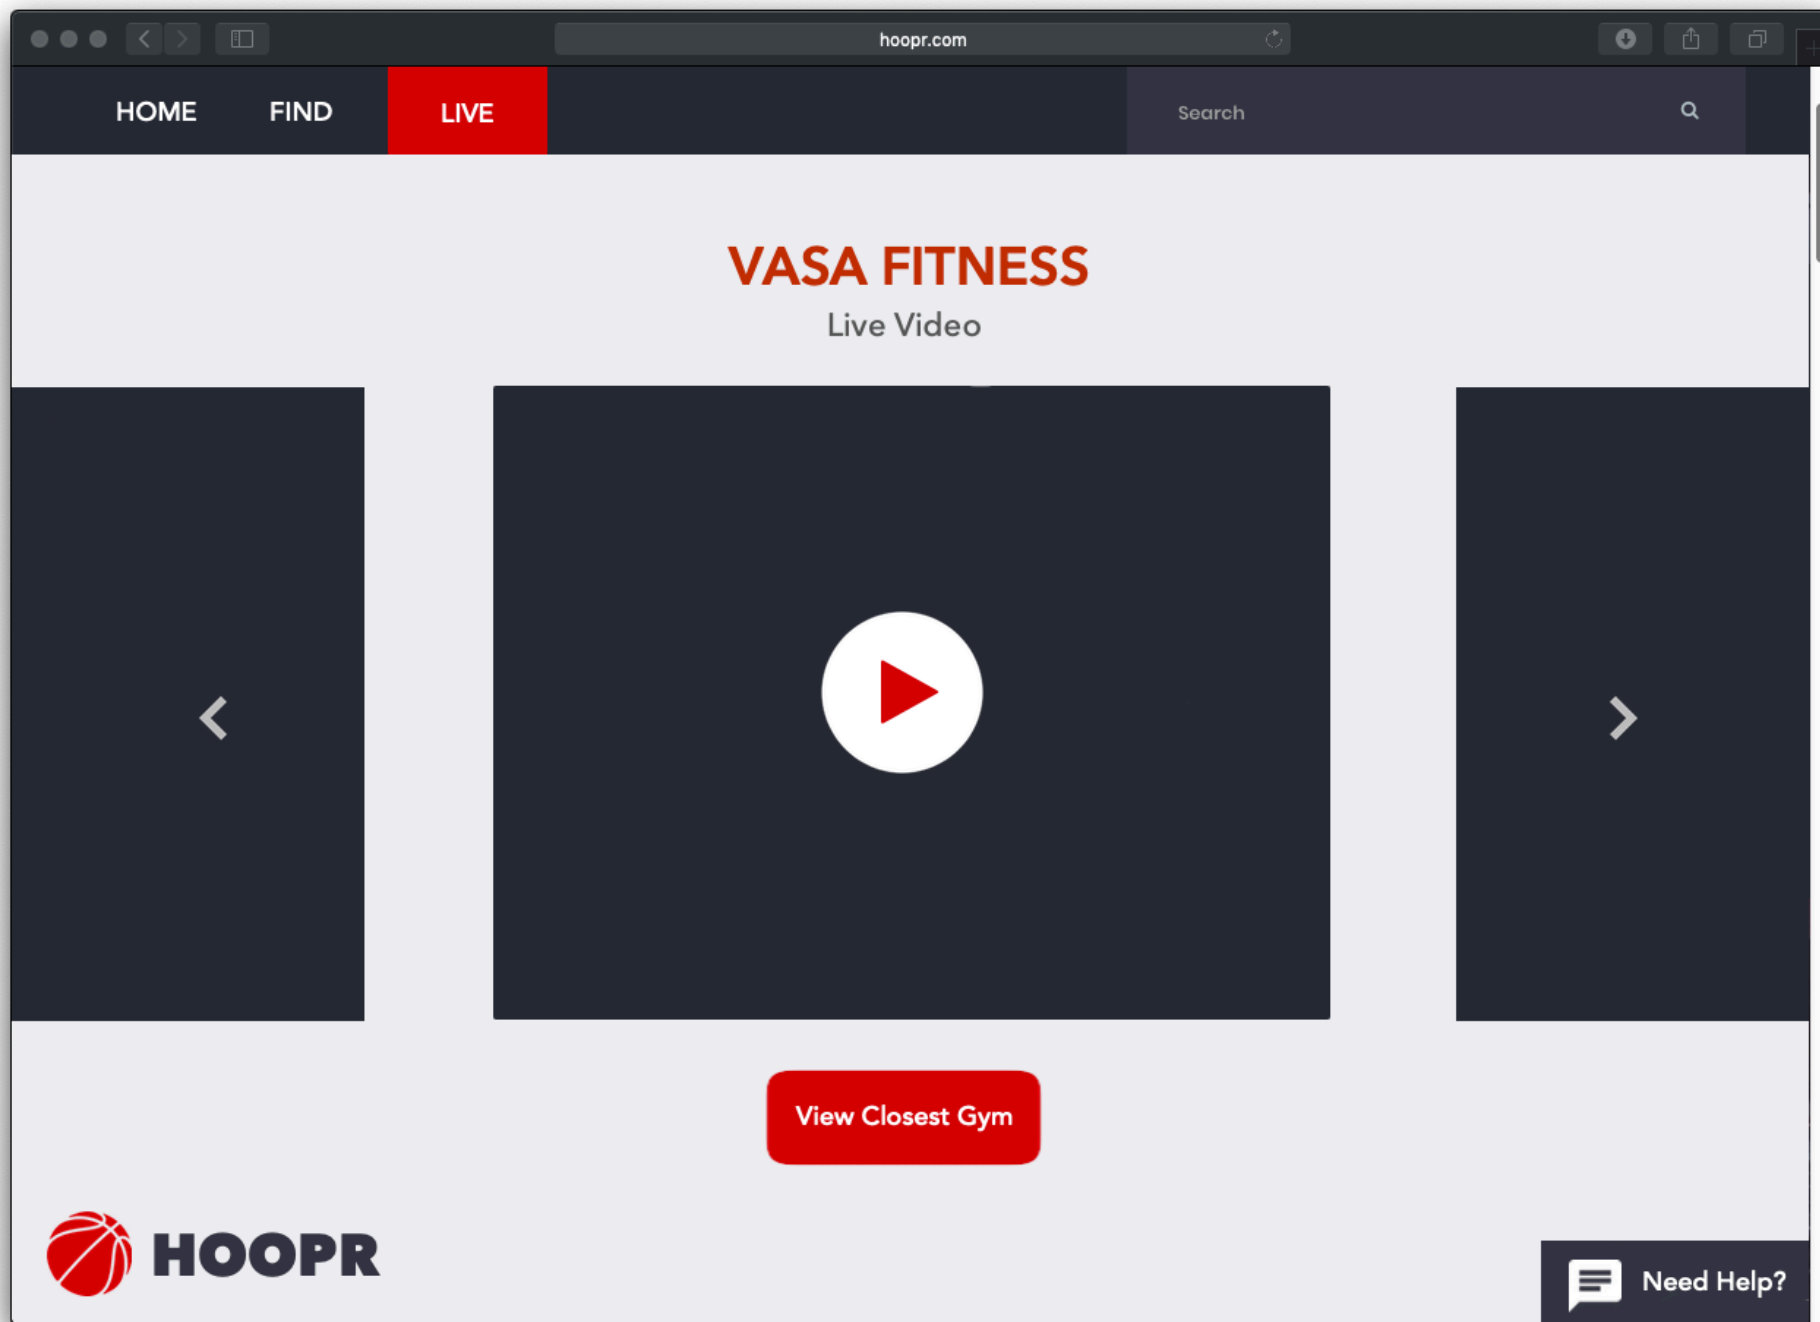 hoopr.com
HOME FIND LIVE Search
VASA FITNESS
Live Video
View Closest Gym
HOOPR
Need Help?